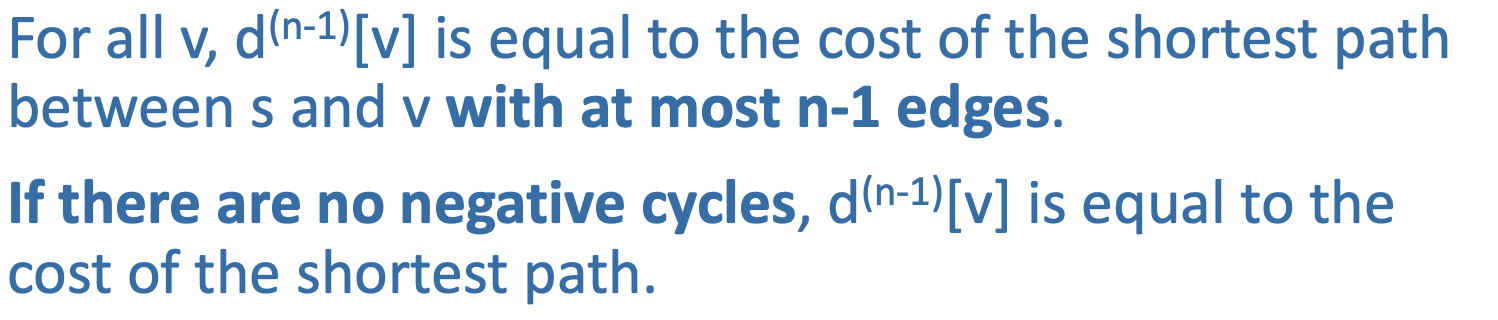 For all v, d(n-1)[v] is equal to the cost of the shortest path
between s and v with at most n-1 edges.
If there are no negative cycles, d(n-1)[v] is equal to the
cost of the shortest path.